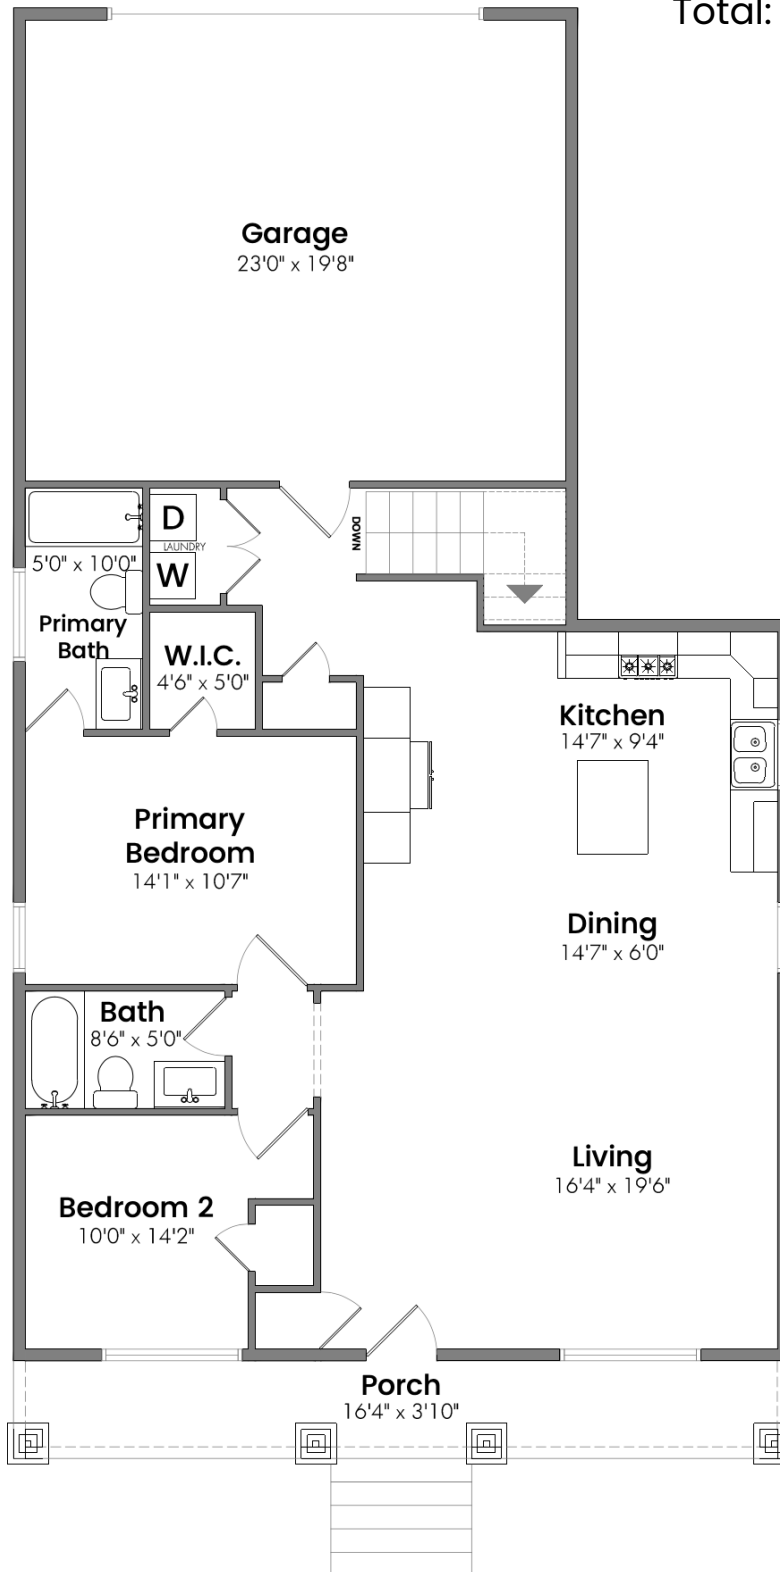 Total:
Garage
23'0" x 19'8"
D
LAUNDRY
W
DOWN
5'0" x 10'0"
Primary
Bath
W.I.C.
4'6" x 5'0"
Kitchen
14'7" x 9'4"
Primary
Bedroom
14'1" x 10'7"
Dining
14'7" x 6'0"
Bath
8'6" x 5'0"
Living
16'4" x 19'6"
Bedroom 2
10'0" x 14'2"
Porch
16'4" x 3'10"